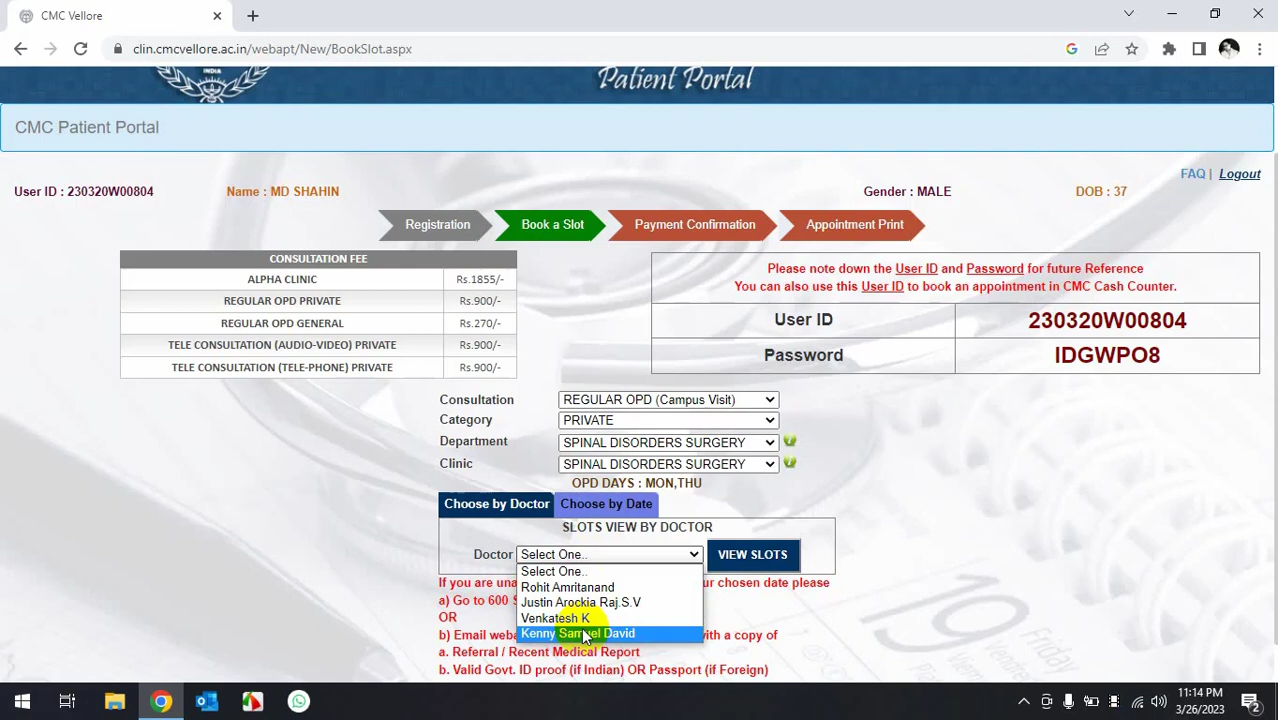 CMC Vellore
clin.cmcvellore.ac.in/webapt/New/BookSlot.aspx
INDIA
Patient Portal
CMC Patient Portal
FAQ | Logout
User ID : 230320W00804 Name : MD SHAHIN Gender : MALE DOB : 37
Registration Book a Slot Payment Confirmation Appointment Print
CONSULTATION FEE
ALPHA CLINIC Rs.1855/-
REGULAR OPD PRIVATE Rs.900/-
REGULAR OPD GENERAL Rs.270/-
TELE CONSULTATION (AUDIO-VIDEO) PRIVATE Rs.900/-
TELE CONSULTATION (TELE-PHONE) PRIVATE Rs.900/-
Please note down the User ID and Password for future Reference
You can also use this User ID to book an appointment in CMC Cash Counter.
User ID 230320W00804
Password IDGWPO8
Consultation REGULAR OPD (Campus Visit)
Category PRIVATE
Department SPINAL DISORDERS SURGERY
Clinic SPINAL DISORDERS SURGERY
OPD DAYS : MON,THU
Choose by Doctor Choose by Date
SLOTS VIEW BY DOCTOR
Doctor Select One.. VIEW SLOTS
Select One..
Rohit Amritanand
Justin Arockia Raj.S.V
Venkatesh K
Kenny Samuel David
If you are una ur chosen date please
a) Go to 600 S
OR
b) Email weba with a copy of
a. Referral / Recent Medical Report
b. Valid Govt. ID proof (if Indian) OR Passport (if Foreign)
11:14 PM
3/26/2023
2